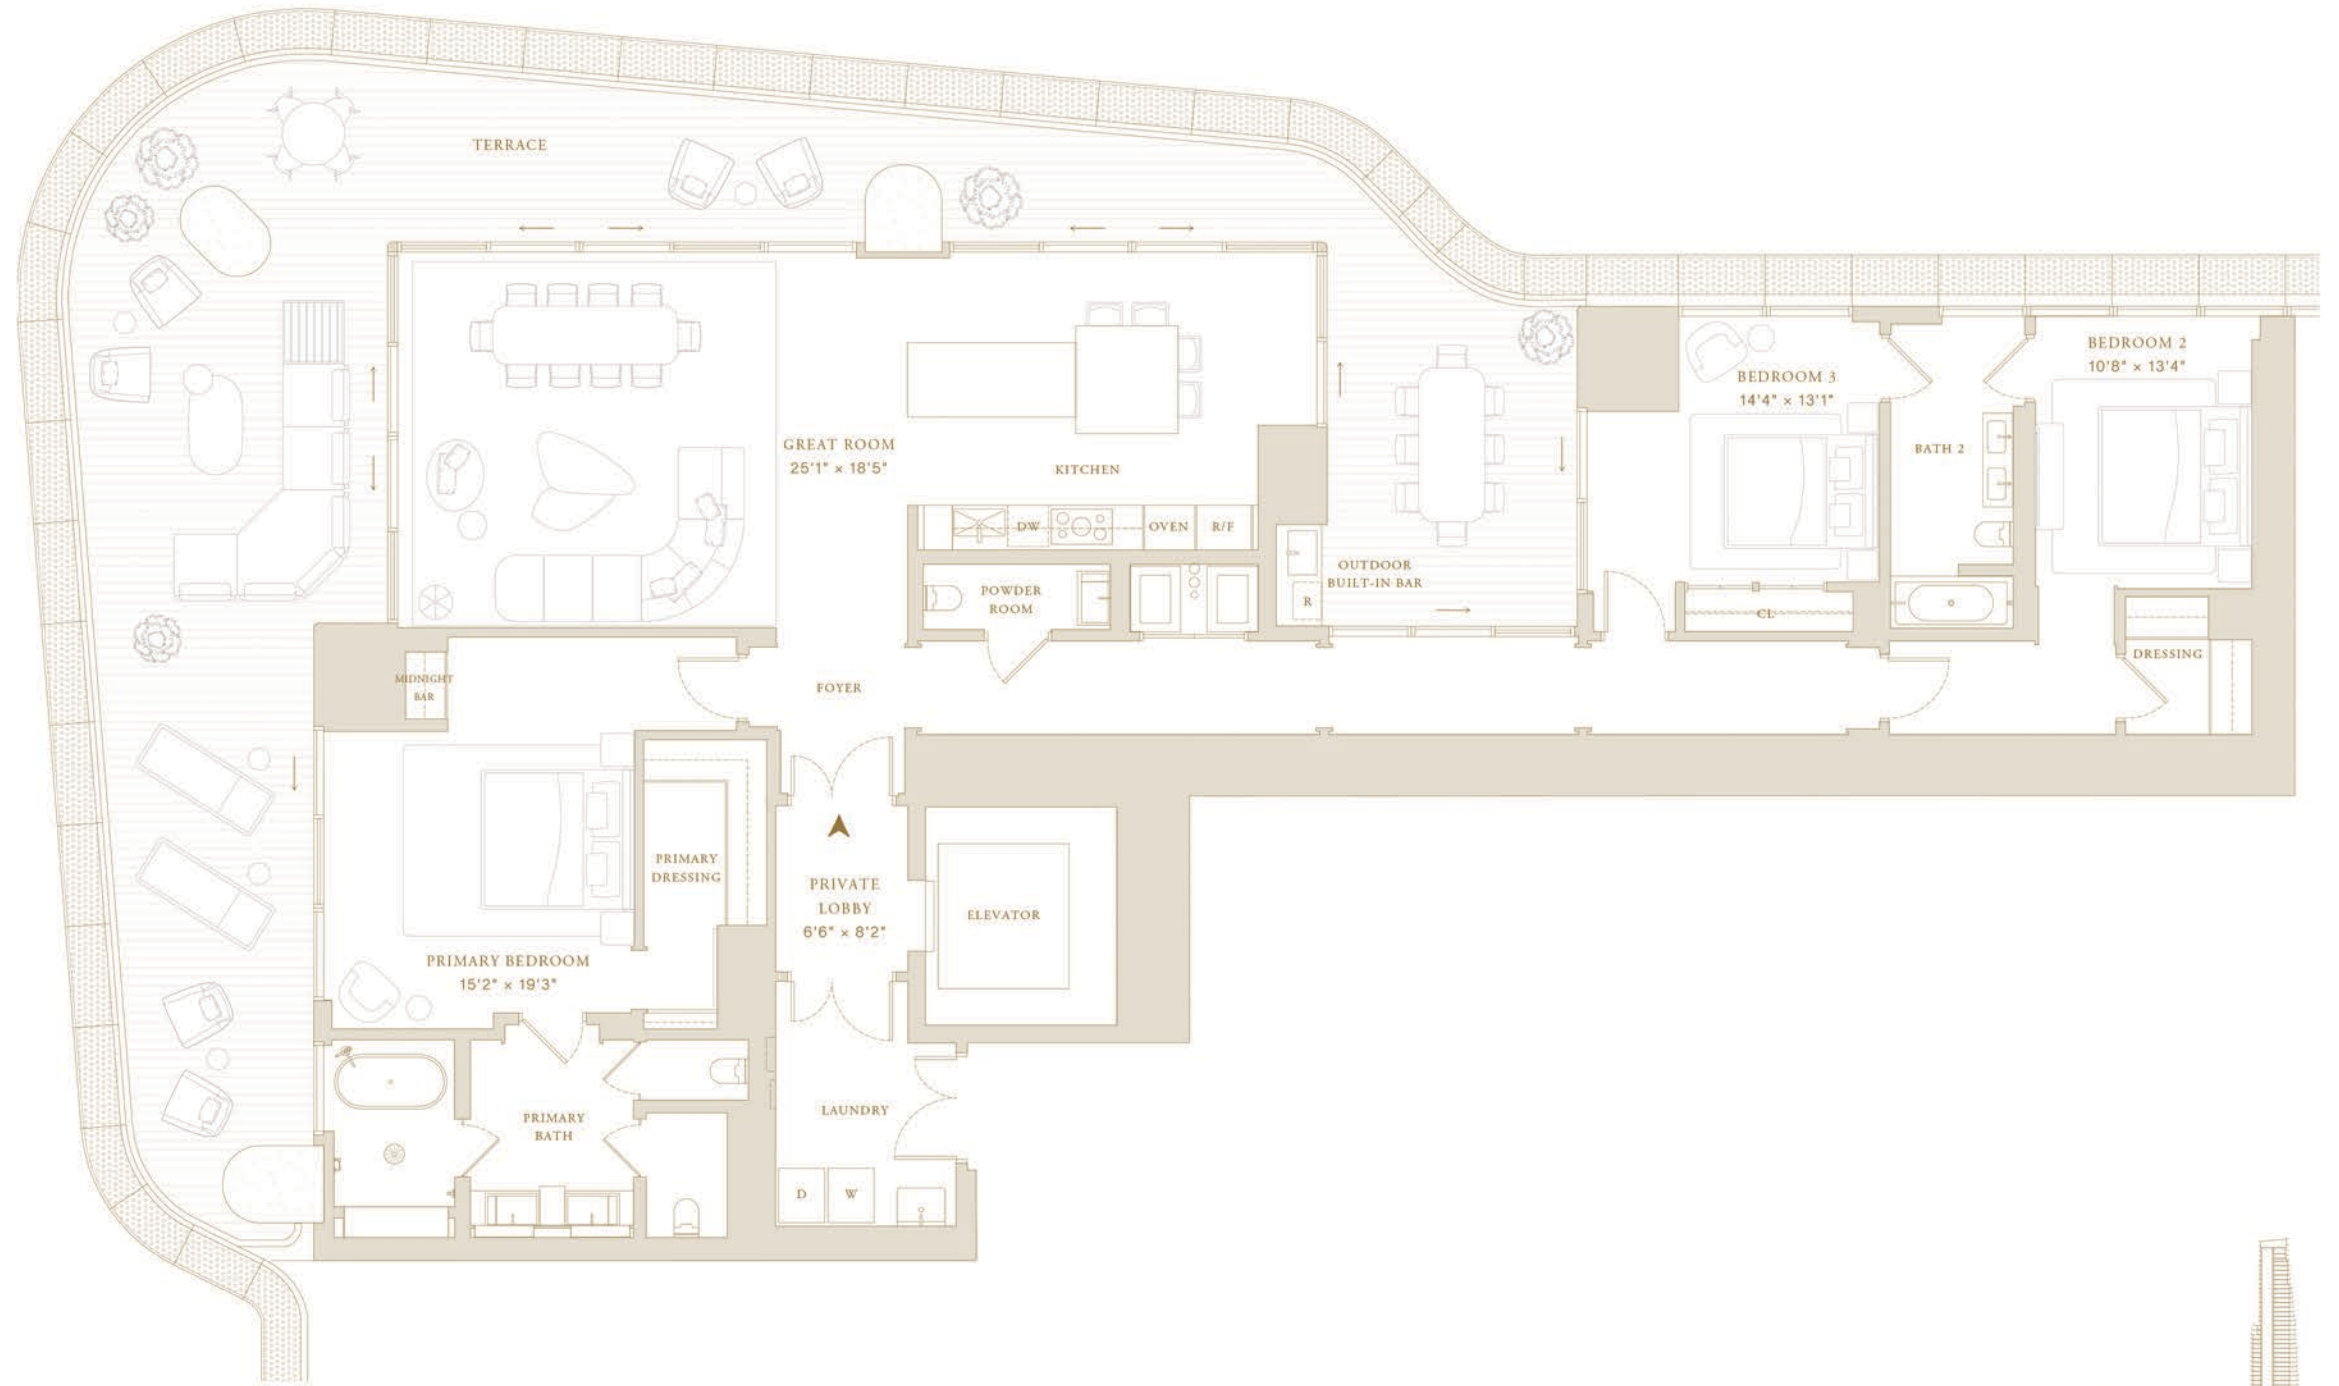 TERRACE
BEDROOM 2
10'8" × 13'4"
BEDROOM 3
14'4" × 13'1"
GREAT ROOM
25'1" × 18'5"
KITCHEN
BATH 2
DW
OVEN
R/F
OUTDOOR
BUILT-IN BAR
R
POWDER
ROOM
CL
DRESSING
MIDNIGHT
BAR
FOYER
PRIMARY
DRESSING
PRIVATE
LOBBY
6'6" × 8'2"
ELEVATOR
PRIMARY BEDROOM
15'2" × 19'3"
PRIMARY
BATH
LAUNDRY
D
W